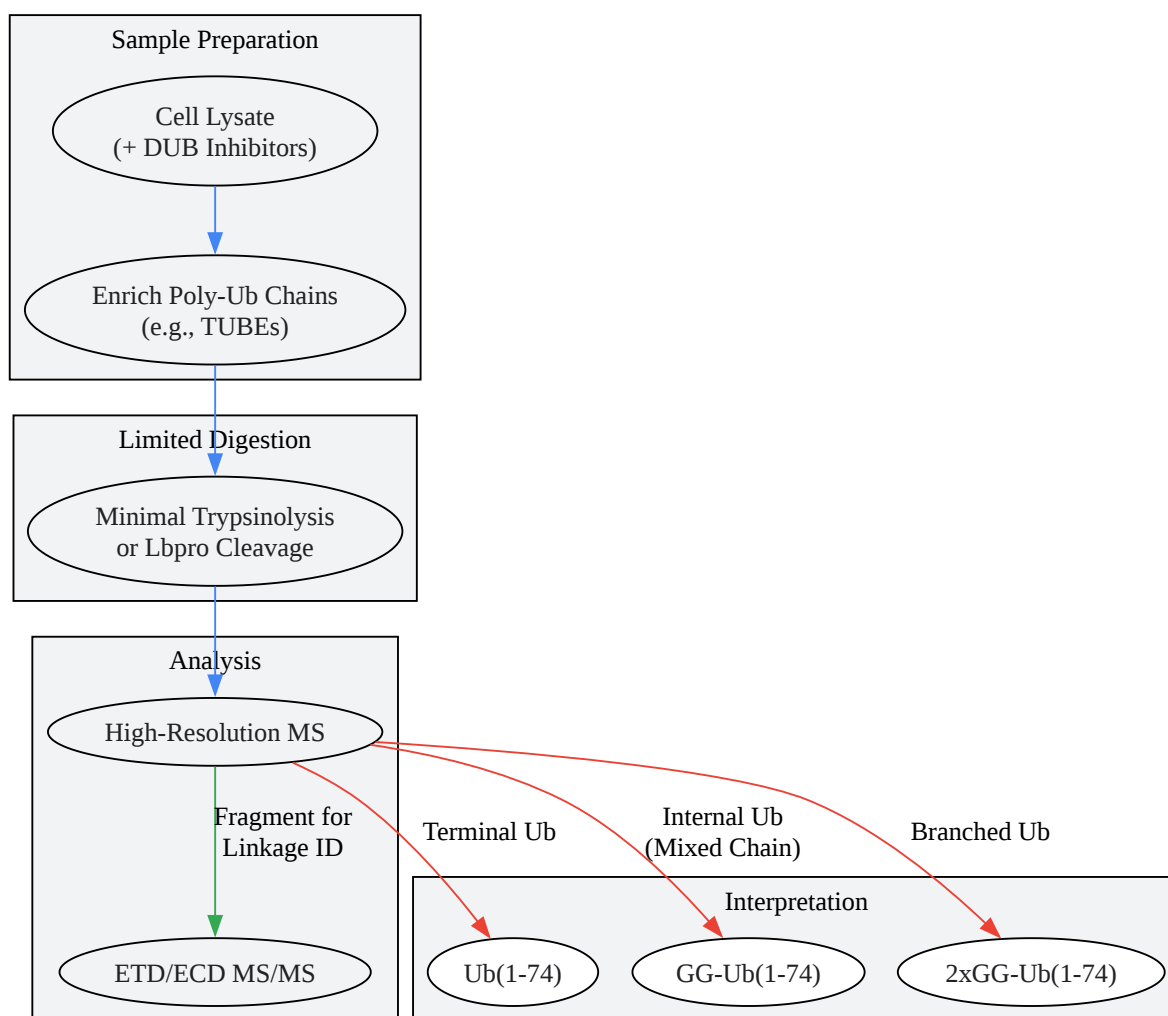 Sample Preparation
Cell Lysate
(+ DUB Inhibitors)
Enrich Poly-Ub Chains
(e.g., TUBEs)
Limited Digestion
Minimal Trypsinolysis
or Lbpro Cleavage
Analysis
High-Resolution MS
Fragment for
Linkage ID
Terminal Ub
Internal Ub
(Mixed Chain)
Branched Ub
Interpretation
ETD/ECD MS/MS
Ub(1-74)
GG-Ub(1-74)
2xGG-Ub(1-74)